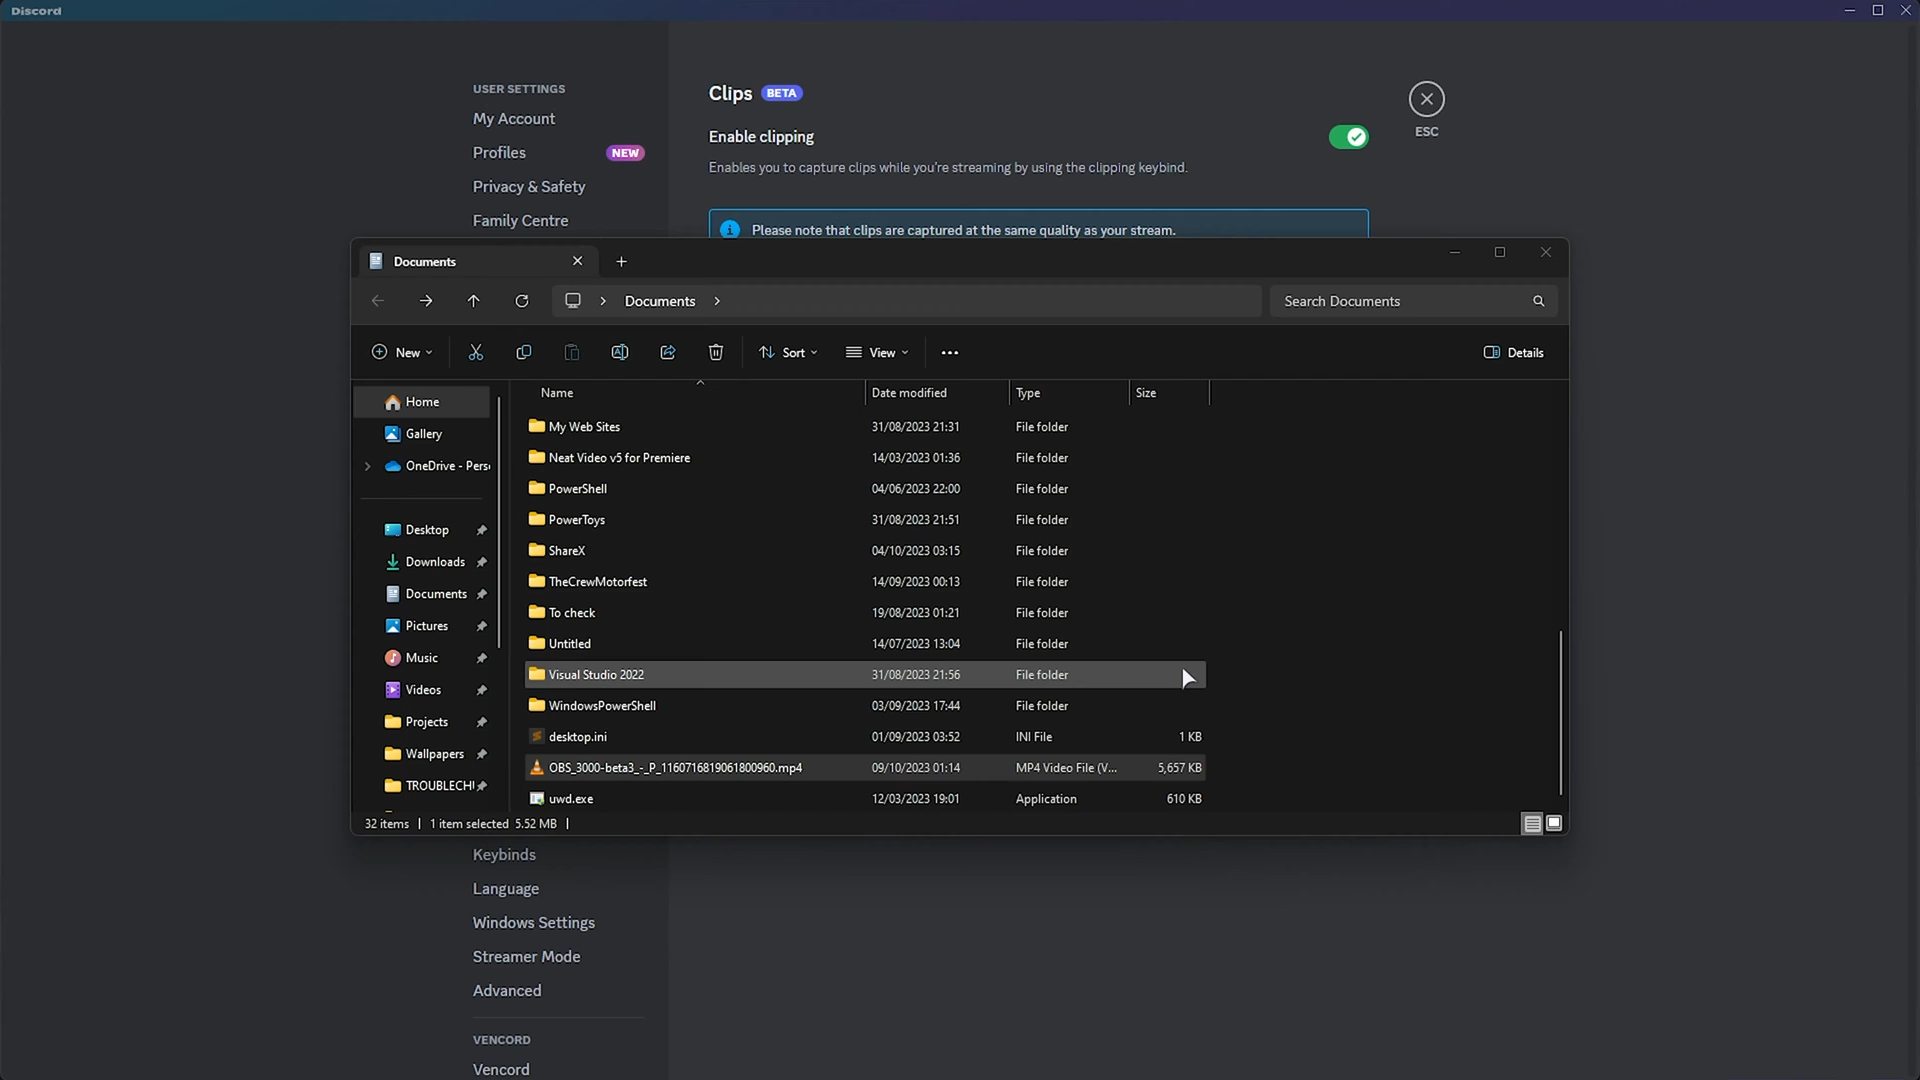 Discord
USER SETTINGS
My Account
Profiles NEW
Privacy & Safety
Family Centre
Clips BETA
Enable clipping
Enables you to capture clips while you're streaming by using the clipping keybind.
ESC
Please note that clips are captured at the same quality as your stream.
Documents
Documents
Search Documents
New
Sort
View
Details
Home
Gallery
OneDrive - Pers
Desktop
Downloads
Documents
Pictures
Music
Videos
Projects
Wallpapers
TROUBLECH
Name Date modified Type Size
My Web Sites 31/08/2023 21:31 File folder
Neat Video v5 for Premiere 14/03/2023 01:36 File folder
PowerShell 04/06/2023 22:00 File folder
PowerToys 31/08/2023 21:51 File folder
ShareX 04/10/2023 03:15 File folder
TheCrewMotorfest 14/09/2023 00:13 File folder
To check 19/08/2023 01:21 File folder
Untitled 14/07/2023 13:04 File folder
Visual Studio 2022 31/08/2023 21:56 File folder
WindowsPowerShell 03/09/2023 17:44 File folder
desktop.ini 01/09/2023 03:52 INI File 1 KB
OBS_3000-beta3_-_P_1160716819061800960.mp4 09/10/2023 01:14 MP4 Video File (V... 5,657 KB
uwd.exe 12/03/2023 19:01 Application 610 KB
32 items 1 item selected 5.52 MB
Keybinds
Language
Windows Settings
Streamer Mode
Advanced
VENCORD
Vencord